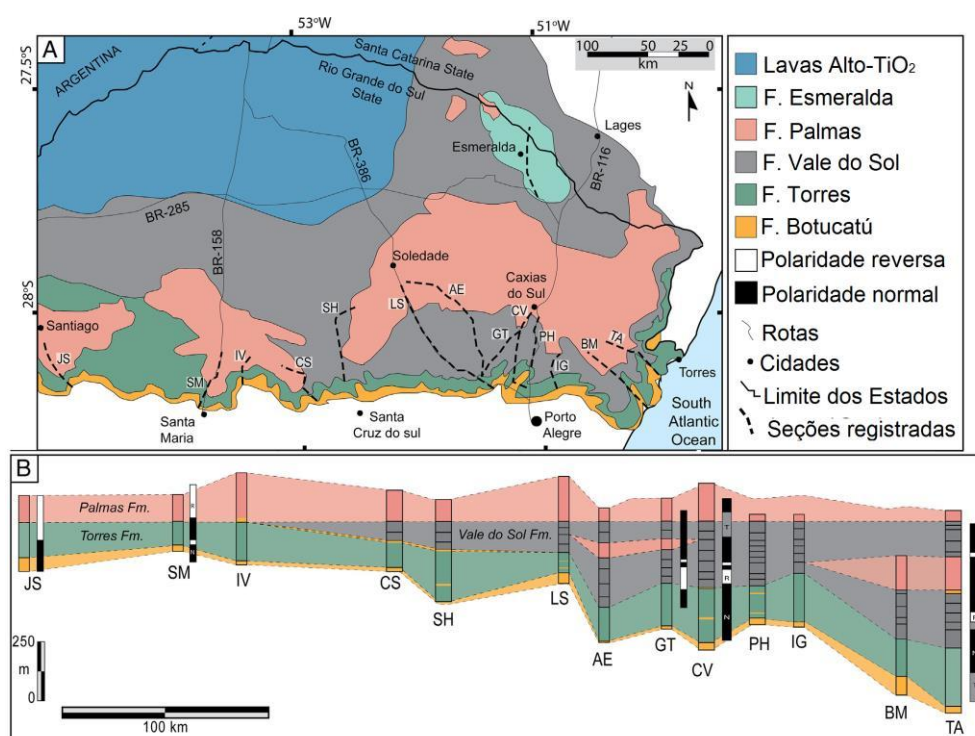 A
53°W
51°W
27.5°S
28°S
ARGENTINA
Santa Catarina State
Rio Grande do Sul
State
100 50 25 0
km
N
Lages
Esmeralda
BR-116
BR-386
BR-285
BR-158
Soledade
Caxias
do Sul
SH
LS
AE
CV
GT
PH
IG
BM
TA
Santiago
JS
SM
IV
CS
Torres
Santa
Maria
Santa
Cruz do sul
Porto
Alegre
South
Atlantic
Ocean
Lavas Alto-TiO₂
F. Esmeralda
F. Palmas
F. Vale do Sol
F. Torres
F. Botucatú
Polaridade reversa
Polaridade normal
Rotas
Cidades
Limite dos Estados
Seções registradas
B
Palmas Fm.
Torres Fm.
Vale do Sol Fm.
R
N
T
R
N
N
JS
SM
IV
CS
SH
LS
AE
GT
CV
PH
IG
BM
TA
250
m
0
100 km